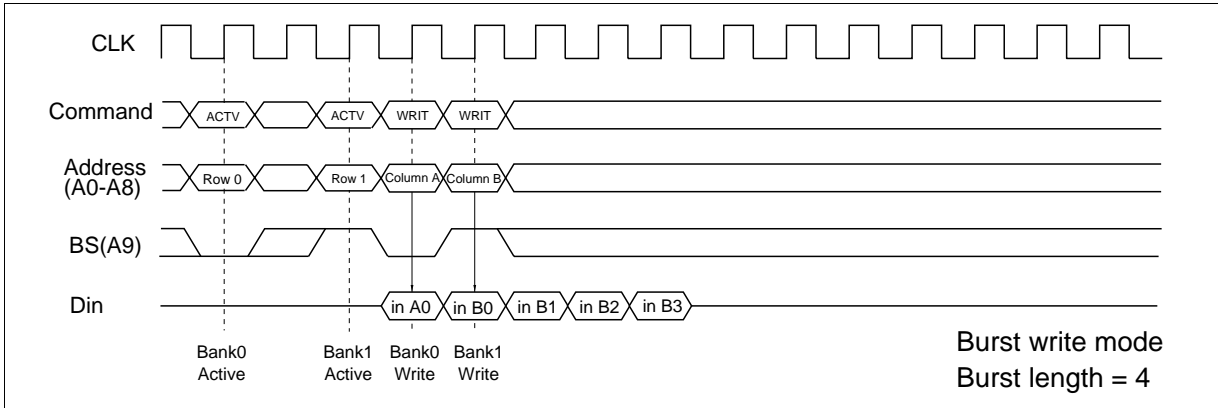 CLK
Command
ACTV
ACTV
WRIT
WRIT
Address
(A0-A8)
Row 0
Row 1
Column A
Column B
BS(A9)
Din
in A0
in B0
in B1
in B2
in B3
Bank0
Active
Bank1
Active
Bank0
Write
Bank1
Write
Burst write mode
Burst length = 4